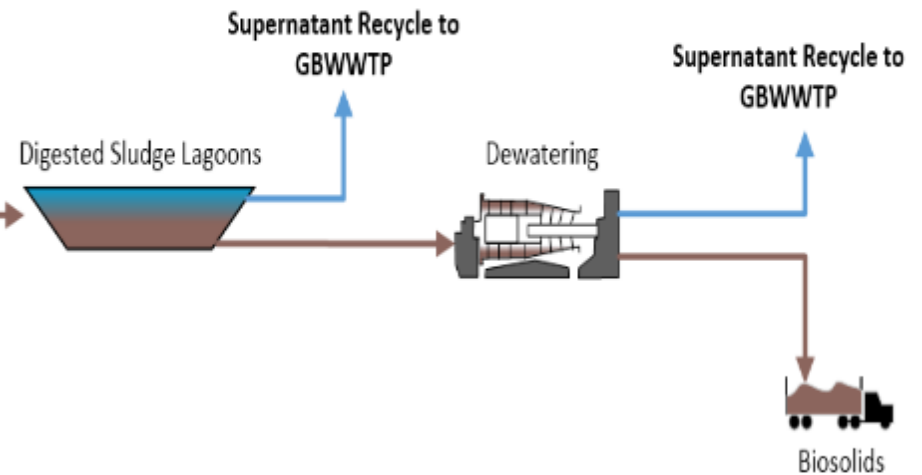 Supernatant Recycle to
GBWWTP
Supernatant Recycle to
GBWWTP
Digested Sludge Lagoons
Dewatering
Biosolids